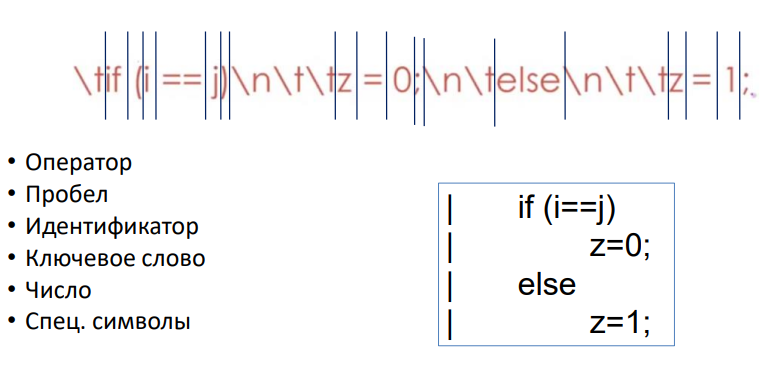 \tif (i == j)\n\t\tz = 0;\n\telse\n\t\tz = 1;
• Оператор
• Пробел
• Идентификатор
• Ключевое слово
• Число
• Спец. символы
| if (i==j)
| z=0;
| else
| z=1;